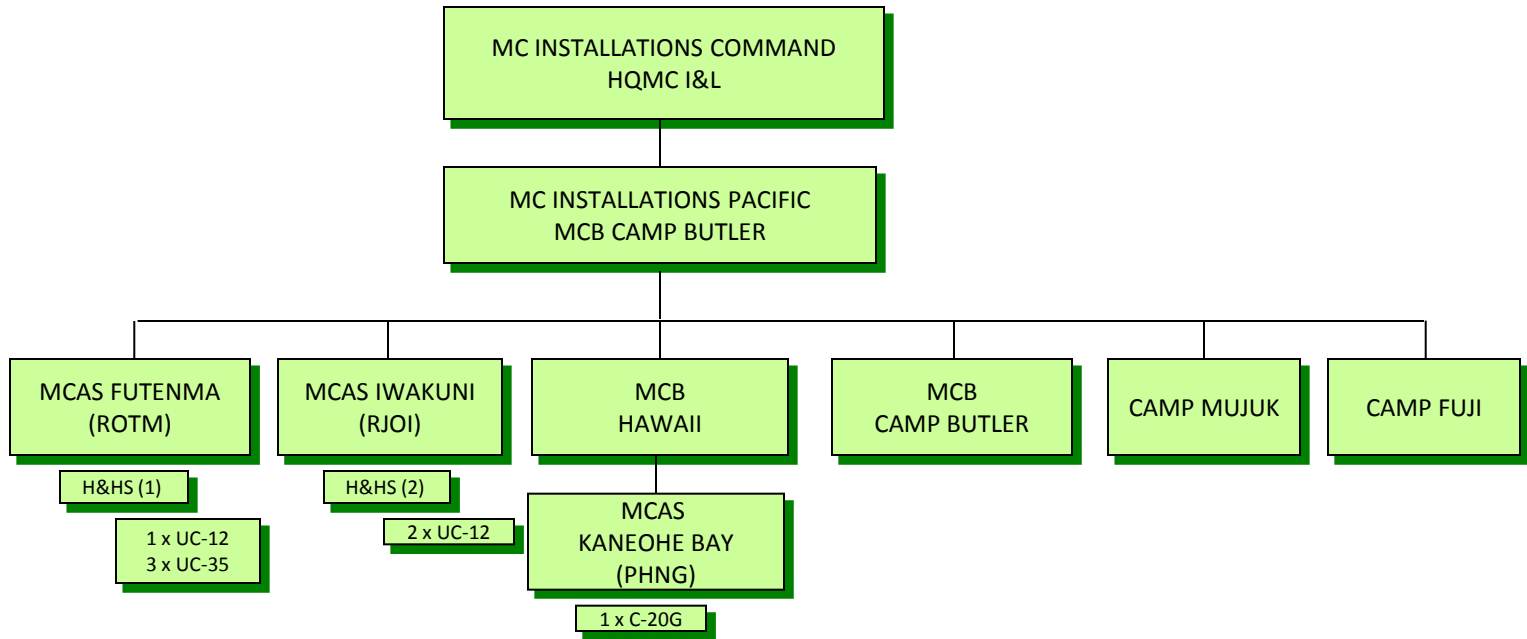 MC INSTALLATIONS COMMAND
HQMC I&L
MC INSTALLATIONS PACIFIC
MCB CAMP BUTLER
MCAS FUTENMA
(ROTM)
H&HS (1)
1 x UC-12
3 x UC-35
MCAS IWAKUNI
(RJOI)
H&HS (2)
2 x UC-12
MCB
HAWAII
MCAS
KANEOHE BAY
(PHNG)
1 x C-20G
MCB
CAMP BUTLER
CAMP MUJUK
CAMP FUJI